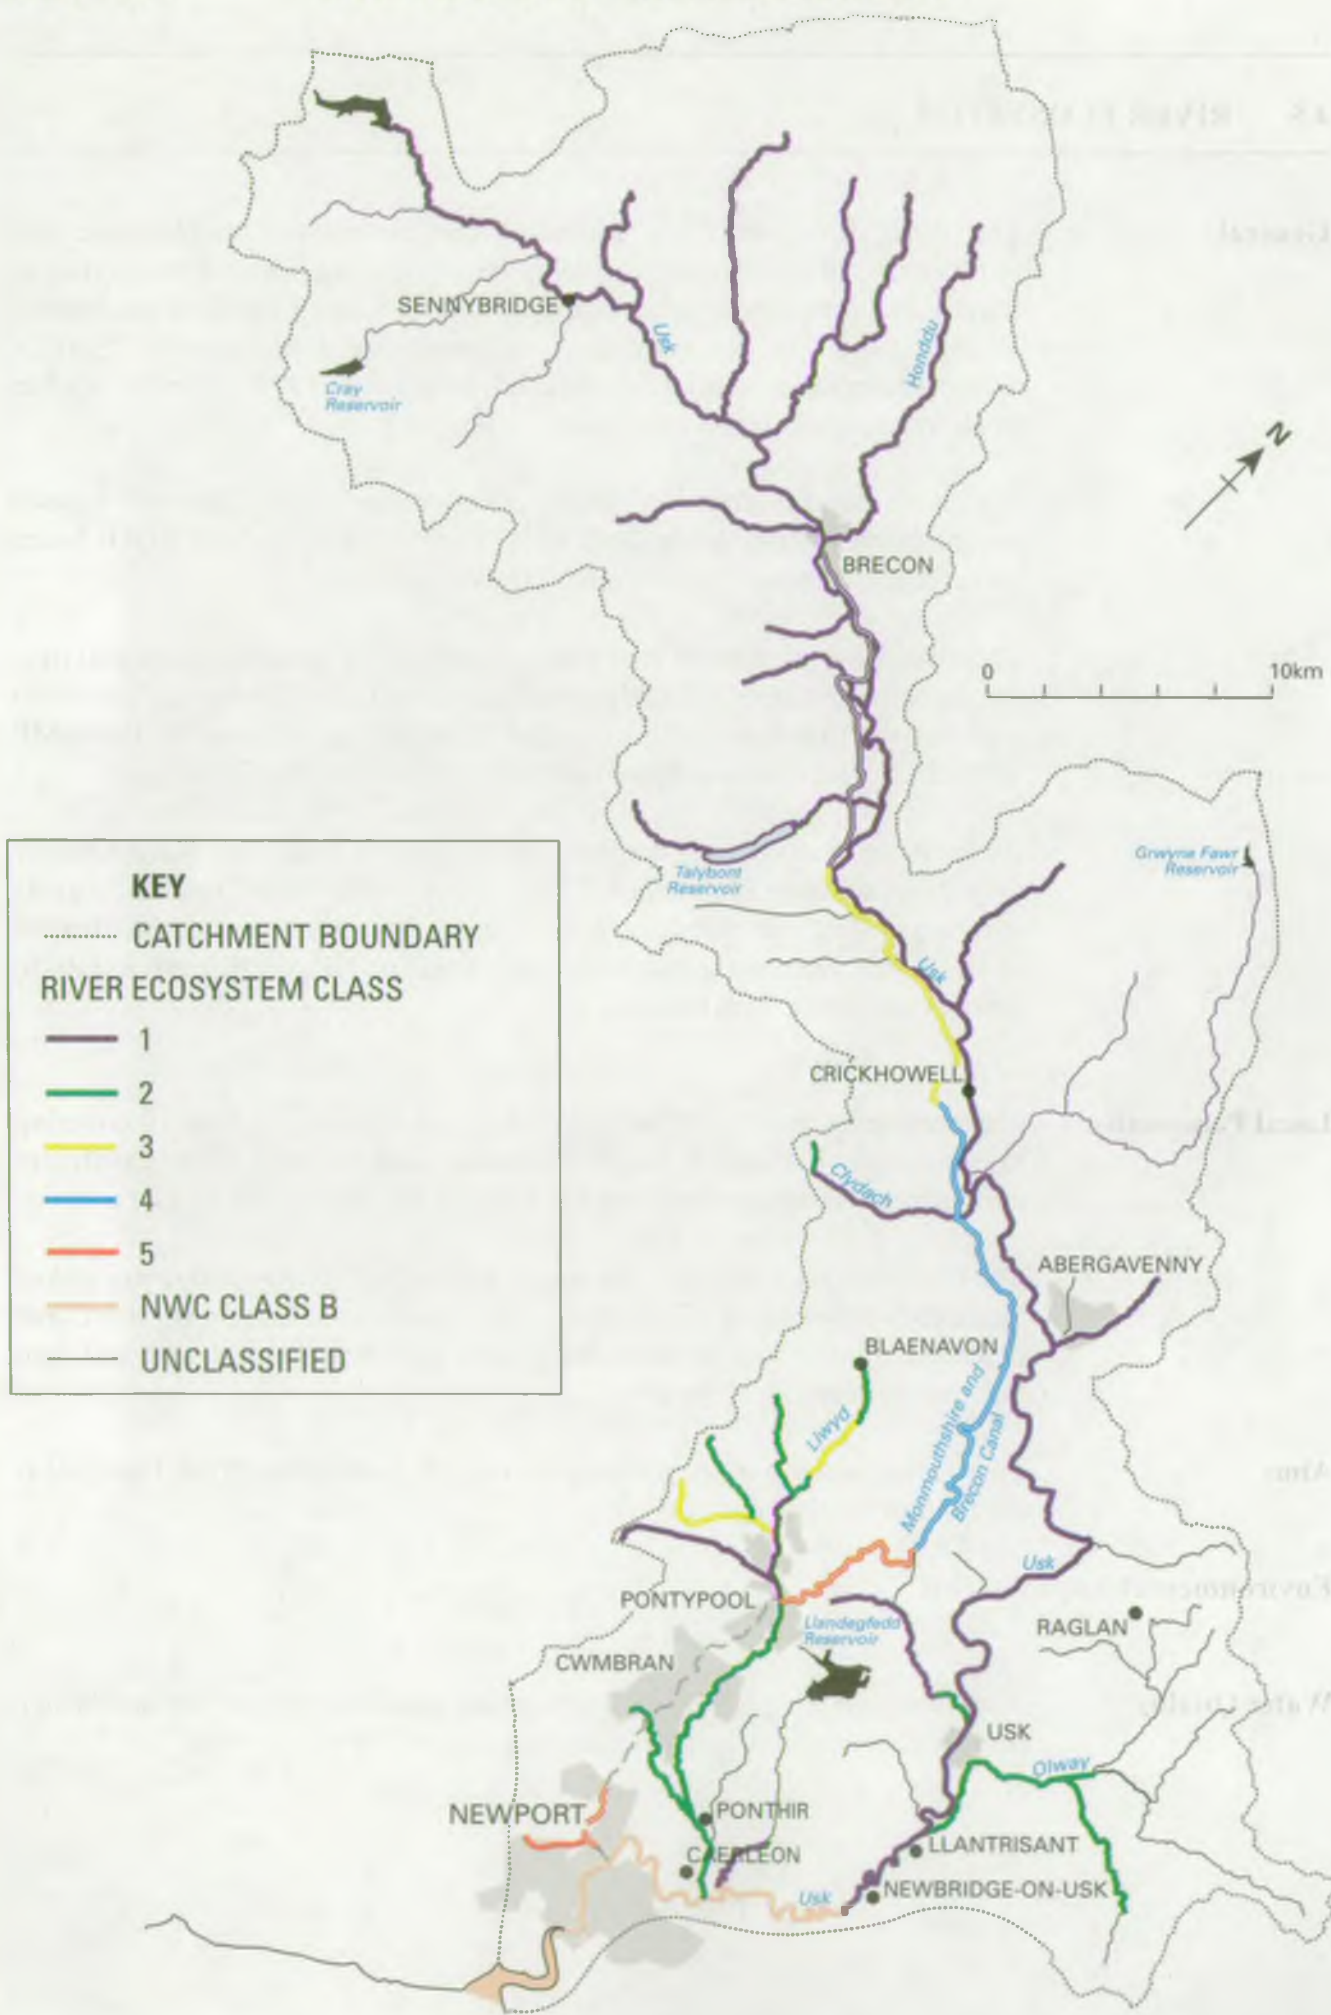 SENNYBRIDGE
Usk
Honddu
Cray
Reservoir
N
BRECON
0 10km
Talybont
Reservoir
Grwyne Fawr
Reservoir
KEY
CATCHMENT BOUNDARY
RIVER ECOSYSTEM CLASS
1
2
3
4
5
NWC CLASS B
UNCLASSIFIED
Usk
CRICKHOWELL
Clydach
ABERGAVENNY
BLAENAVON
Llwyd
Monmouthshire and
Brecon Canal
Usk
PONTYPOOL
Llandegfedd
Reservoir
RAGLAN
CWMBRAN
USK
Olway
NEWPORT
PONTHIR
LLANTRISANT
CAERLEON
Usk
NEWBRIDGE-ON-USK